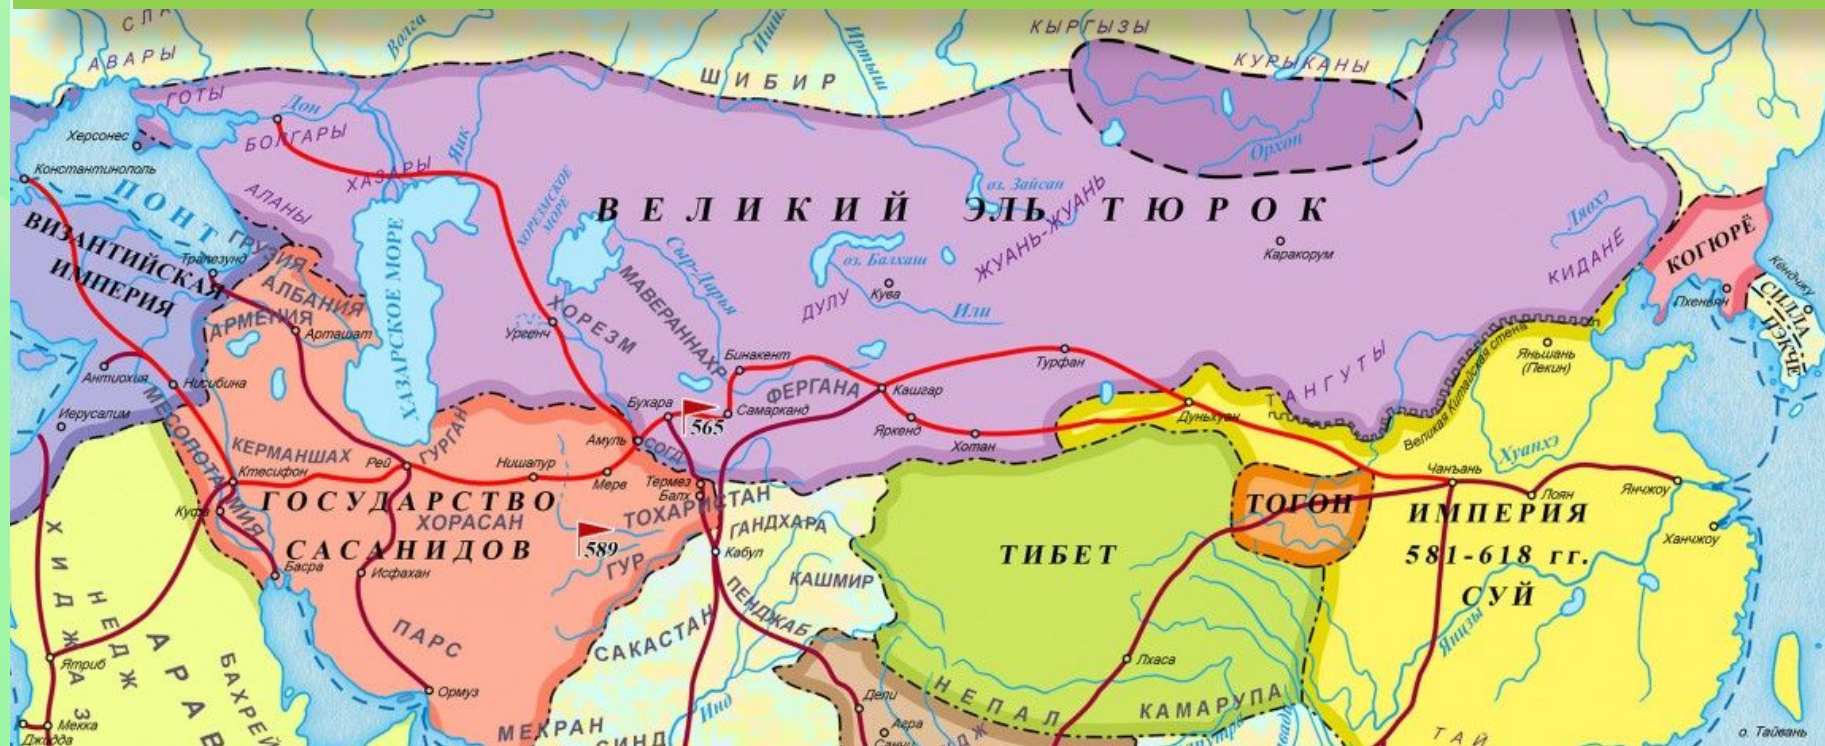 АВАРЫ
Волга
Ишим
Иртыш
КЫРГЫЗЫ
КУРЫКАНЫ
ШИБИР
ГОТЫ
Дон
БОЛГАРЫ
Херсонес
Константинополь
ПОНТ
ХАЗАРЫ
Яик
АЛАНЫ
Орхон
оз. Зайсан
ВЕЛИКИЙ ЭЛЬ ТЮРОК
ЖУАНЬ-ЖУАНЬ
ХОРЕЗМСКОЕ
МОРЕ
Каракорум
Ляохэ
КИДАНЕ
КОГЮРЁ
Кёнджу
Пхеньян
СИЛЛА
ПЭКЧЕ
ВИЗАНТИЙСКАЯ
ИМПЕРИЯ
ГРУЗИЯ
Трапезунд
АЛБАНИЯ
АРМЕНИЯ
Арташат
ХАЗАРСКОЕ МОРЕ
Сыр-Дарья
МАВЕРАННАХР
оз. Балхаш
Кува
ДУЛУ
Или
ХОРЕЗМ
Ургенч
Бинакент
Турфан
ФЕРГАНА
Кашгар
Антиохия
Нисибина
Иерусалим
МЕСОПОТАМИЯ
Бухара
565
Самарканд
Яркенд
Хотан
Дуньхуан
ТАНГУТЫ
Великая Китайская стена
Яньшань
(Пекин)
Хуанхэ
КЕРМАНШАХ
Ктесифон
Рей
ГУРГАН
Нишапур
Амуль
СОГД
Мерв
Термез
Балх
ТОХАРИСТАН
ГАНДХАРА
Чанъань
Лоян
Янчжоу
Ханчжоу
ГОСУДАРСТВО
САСАНИДОВ
ХОРАСАН
Куфа
Басра
Исфахан
589
ГУР
Кабул
КАШМИР
ПЕНДЖАБ
САКАСТАН
ТИБЕТ
ТОГОН
ИМПЕРИЯ
581-618 гг.
СУЙ
Янцзы
ХИДЖАЗ
НЕДЖ
АРАВ
БАХРЕЙ
Ятриб
Мекка
Джидда
ПАРС
Ормуз
МЕКРАН
СИНД
Инд
Дели
Агра
НЕПАЛ
Лхаса
КАМАРУПА
ТАЙ
о. Тайвань